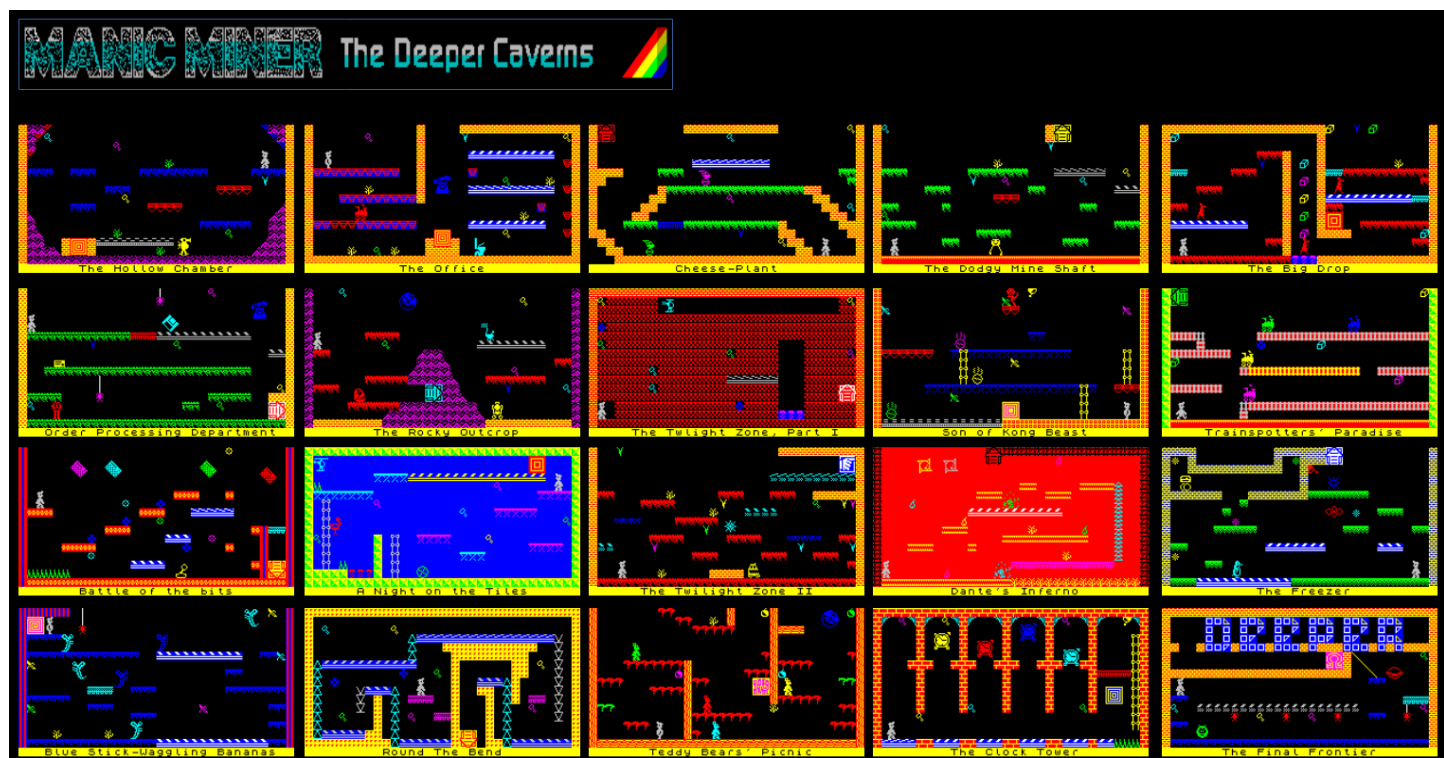 MANIC MINER The Deeper Caverns
The Hollow Chamber
The Office
Cheese-Plant
The Dodgy Mine Shaft
The Big Drop
Order Processing Department
The Rocky Outcrop
The Twlight Zone, Part I
Son of Kong Beast
Trainspotters' Paradise
Battle of the bits
A Night on the Tiles
The Twilight Zone II
Dante's Inferno
The Freezer
Blue Stick-Waggling Bananas
Round The Bend
Teddy Bears' Picnic
The Clock Tower
The Final Frontier